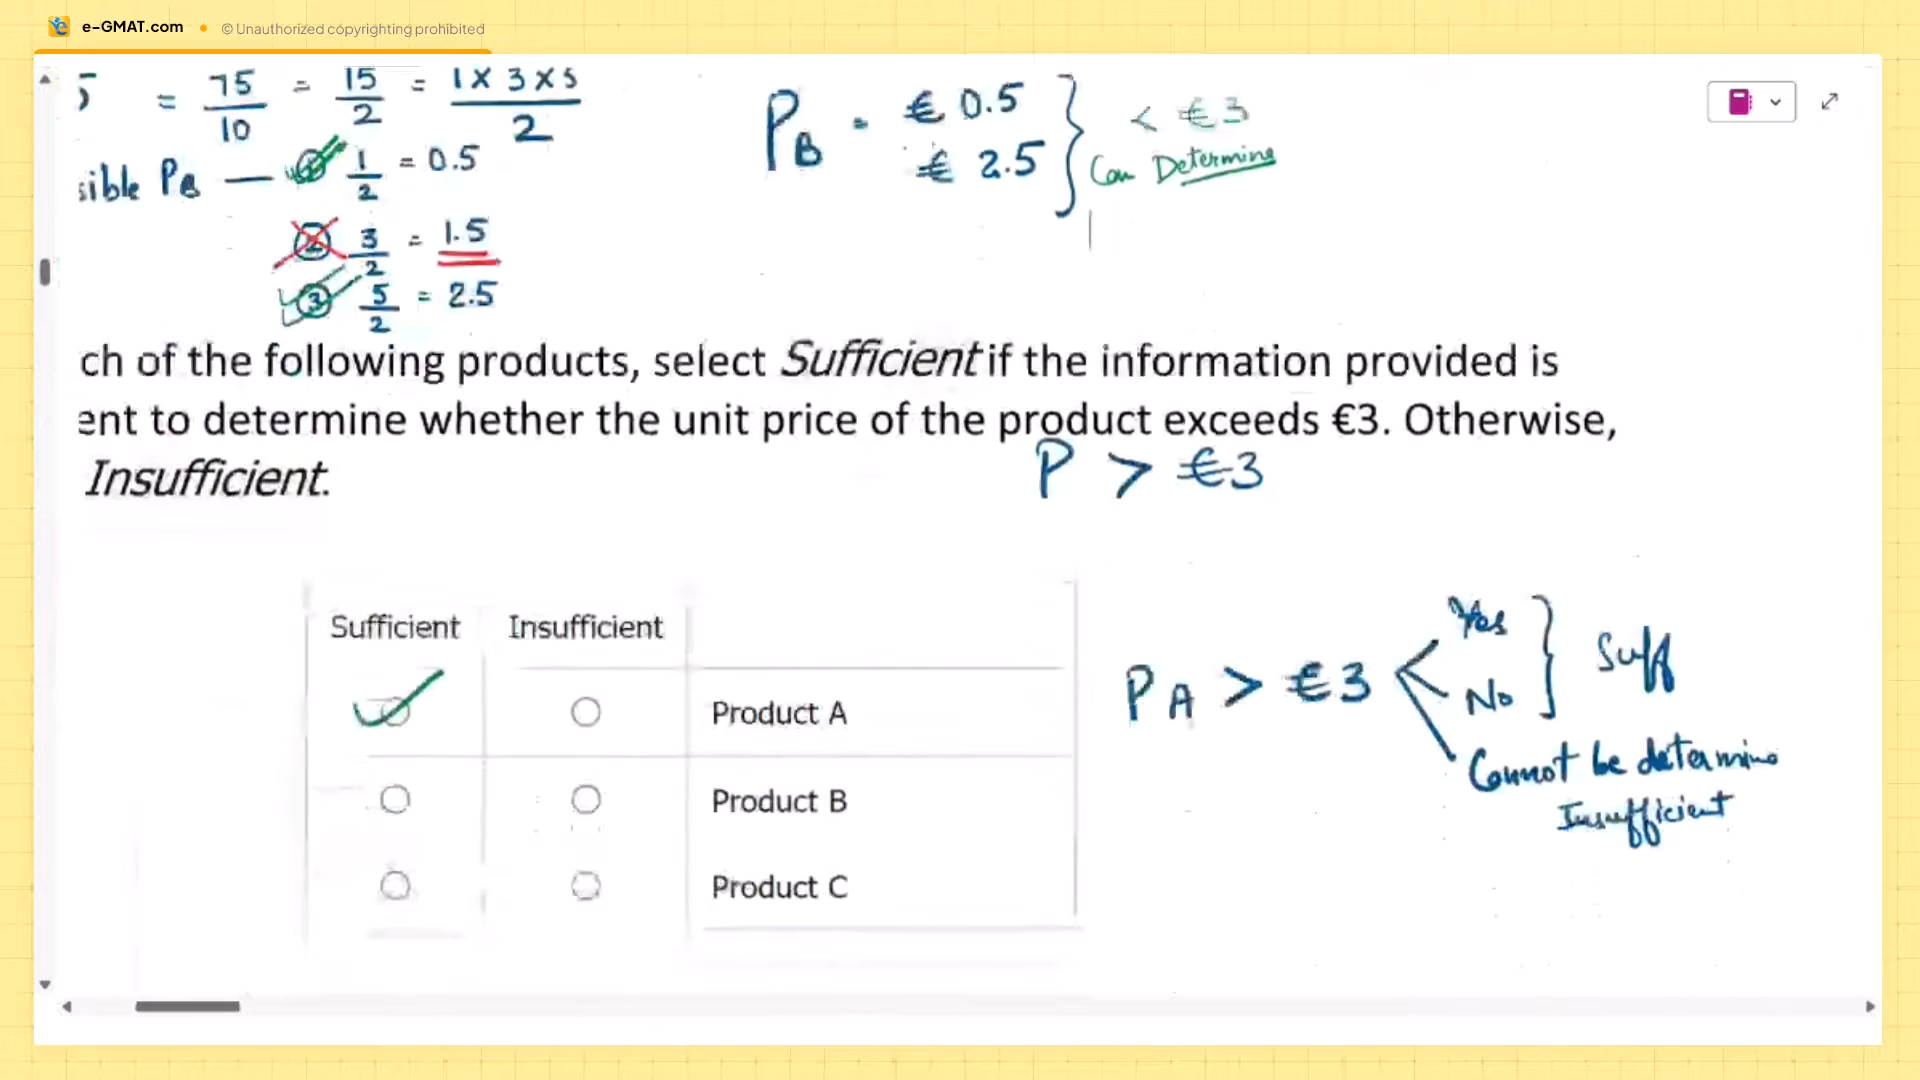 e-GMAT.com • © Unauthorized copyrighting prohibited
5 = 75/10 = 15/2 = 1 X 3 X 5/2
sible PB — ① 1/2 = 0.5
② 3/2 = 1.5
③ 5/2 = 2.5
PB = € 0.5
€ 2.5
< € 3
Can Determine
ch of the following products, select Sufficient if the information provided is
ent to determine whether the unit price of the product exceeds €3. Otherwise,
Insufficient.
P > €3
Sufficient Insufficient
Product A
Product B
Product C
PA > €3
Yes
No
Suff
Cannot be determine
Insufficient